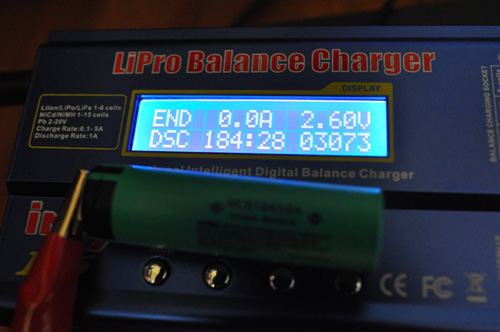 LiPro Balance Charger
DISPLAY
LiIon/LiPo/LiFe 1-6 cells
NiCd/NiMH 1-15 cells
Pb 2-20V
Charge Rate:0.1-5A
Discharge Rate:1A
END 0.0A 2.60V
DSC 184:28 03073
BALANCE CHARGING SOCKET
Intelligent Digital Balance Charger
NCR18650A
CE FC